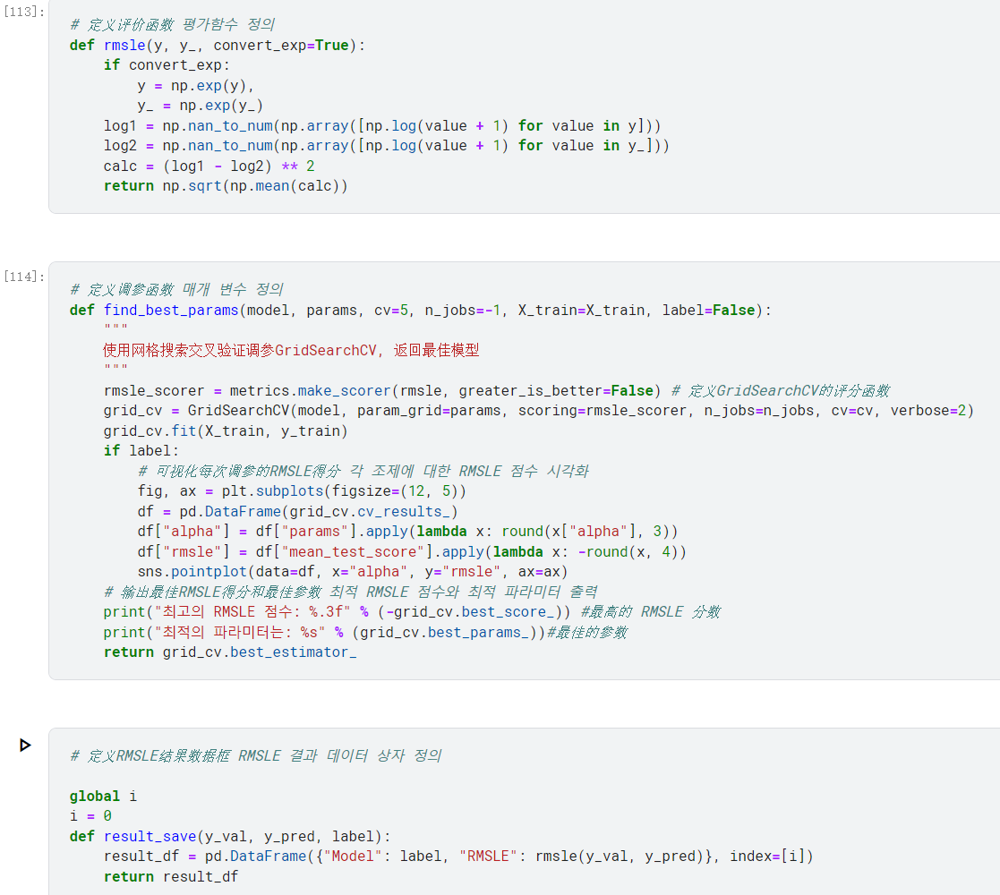 [113]:
# 定义评价函数 평가함수 정의
def rmsle(y, y_, convert_exp=True):
    if convert_exp:
        y = np.exp(y),
        y_ = np.exp(y_)
    log1 = np.nan_to_num(np.array([np.log(value + 1) for value in y]))
    log2 = np.nan_to_num(np.array([np.log(value + 1) for value in y_]))
    calc = (log1 - log2) ** 2
    return np.sqrt(np.mean(calc))
[114]:
# 定义调参函数 매개 변수 정의
def find_best_params(model, params, cv=5, n_jobs=-1, X_train=X_train, label=False):
    """
    使用网格搜索交叉验证调参GridSearchCV, 返回最佳模型
    """
    rmsle_scorer = metrics.make_scorer(rmsle, greater_is_better=False) # 定义GridSearchCV的评分函数
    grid_cv = GridSearchCV(model, param_grid=params, scoring=rmsle_scorer, n_jobs=n_jobs, cv=cv, verbose=2)
    grid_cv.fit(X_train, y_train)
    if label:
        # 可视化每次调参的RMSLE得分 각 조제에 대한 RMSLE 점수 시각화
        fig, ax = plt.subplots(figsize=(12, 5))
        df = pd.DataFrame(grid_cv.cv_results_)
        df["alpha"] = df["params"].apply(lambda x: round(x["alpha"], 3))
        df["rmsle"] = df["mean_test_score"].apply(lambda x: -round(x, 4))
        sns.pointplot(data=df, x="alpha", y="rmsle", ax=ax)
    # 输出最佳RMSLE得分和最佳参数 최적 RMSLE 점수와 최적 파라미터 출력
    print("최고의 RMSLE 점수: %.3f" % (-grid_cv.best_score_)) #最高的 RMSLE 分数
    print("최적의 파라미터는: %s" % (grid_cv.best_params_))#最佳的参数
    return grid_cv.best_estimator_
# 定义RMSLE结果数据框 RMSLE 결과 데이터 상자 정의
global i
i = 0
def result_save(y_val, y_pred, label):
    result_df = pd.DataFrame({"Model": label, "RMSLE": rmsle(y_val, y_pred)}, index=[i])
    return result_df